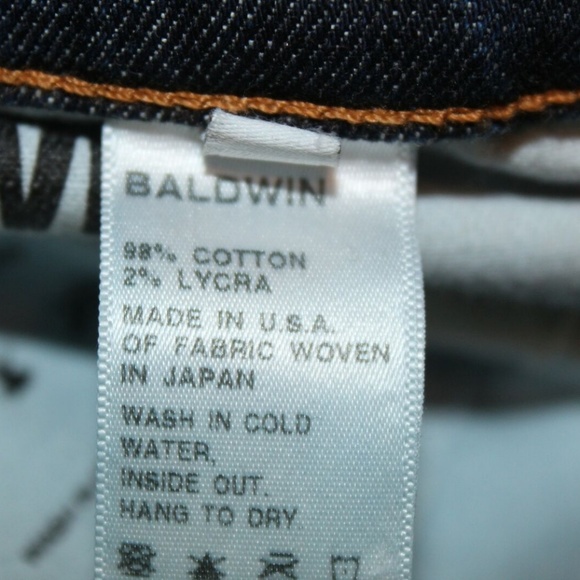 BALDWIN
98% COTTON
2% LYCRA
MADE IN U.S.A.
OF FABRIC WOVEN
IN JAPAN
WASH IN COLD
WATER,
INSIDE OUT.
HANG TO DRY